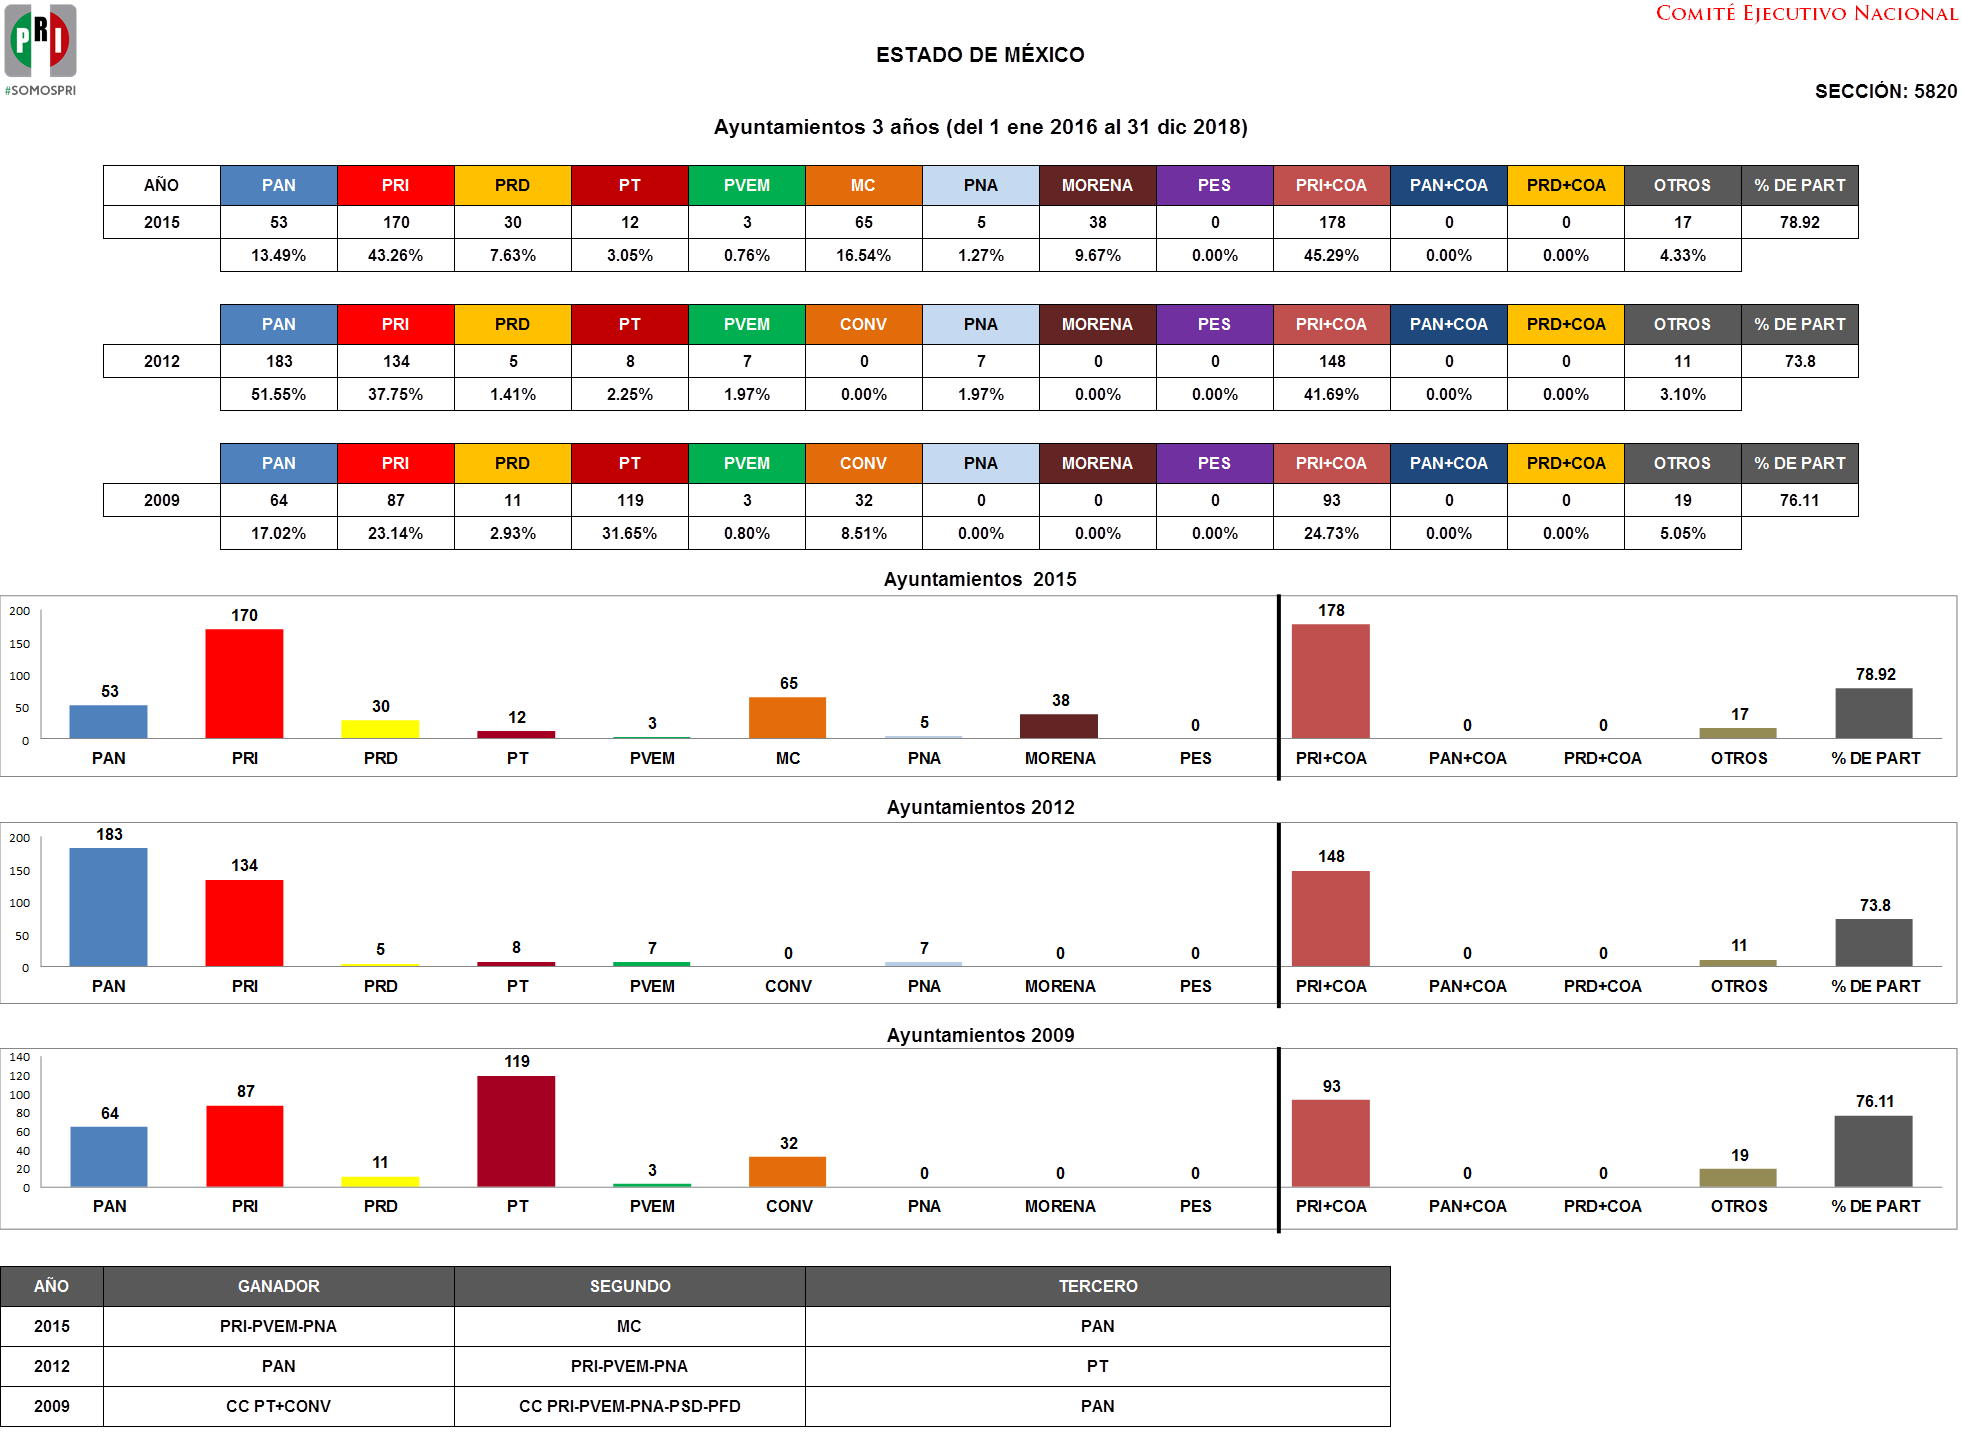 PRI
#SOMOSPRI
COMITÉ EJECUTIVO NACIONAL
ESTADO DE MÉXICO
SECCIÓN: 5820
Ayuntamientos 3 años (del 1 ene 2016 al 31 dic 2018)
AÑO PAN PRI PRD PT PVEM MC PNA MORENA PES PRI+COA PAN+COA PRD+COA OTROS % DE PART
2015 53 170 30 12 3 65 5 38 0 178 0 0 17 78.92
13.49% 43.26% 7.63% 3.05% 0.76% 16.54% 1.27% 9.67% 0.00% 45.29% 0.00% 0.00% 4.33%
PAN PRI PRD PT PVEM CONV PNA MORENA PES PRI+COA PAN+COA PRD+COA OTROS % DE PART
2012 183 134 5 8 7 0 7 0 0 148 0 0 11 73.8
51.55% 37.75% 1.41% 2.25% 1.97% 0.00% 1.97% 0.00% 0.00% 41.69% 0.00% 0.00% 3.10%
PAN PRI PRD PT PVEM CONV PNA MORENA PES PRI+COA PAN+COA PRD+COA OTROS % DE PART
2009 64 87 11 119 3 32 0 0 0 93 0 0 19 76.11
17.02% 23.14% 2.93% 31.65% 0.80% 8.51% 0.00% 0.00% 0.00% 24.73% 0.00% 0.00% 5.05%
Ayuntamientos 2015
200
150
100
50
0
53 170 30 12 3 65 5 38 0 178 0 0 17 78.92
PAN PRI PRD PT PVEM MC PNA MORENA PES PRI+COA PAN+COA PRD+COA OTROS % DE PART
Ayuntamientos 2012
200
150
100
50
0
183 134 5 8 7 0 7 0 0 148 0 0 11 73.8
PAN PRI PRD PT PVEM CONV PNA MORENA PES PRI+COA PAN+COA PRD+COA OTROS % DE PART
Ayuntamientos 2009
140
120
100
80
60
40
20
0
64 87 11 119 3 32 0 0 0 93 0 0 19 76.11
PAN PRI PRD PT PVEM CONV PNA MORENA PES PRI+COA PAN+COA PRD+COA OTROS % DE PART
AÑO GANADOR SEGUNDO TERCERO
2015 PRI-PVEM-PNA MC PAN
2012 PAN PRI-PVEM-PNA PT
2009 CC PT+CONV CC PRI-PVEM-PNA-PSD-PFD PAN